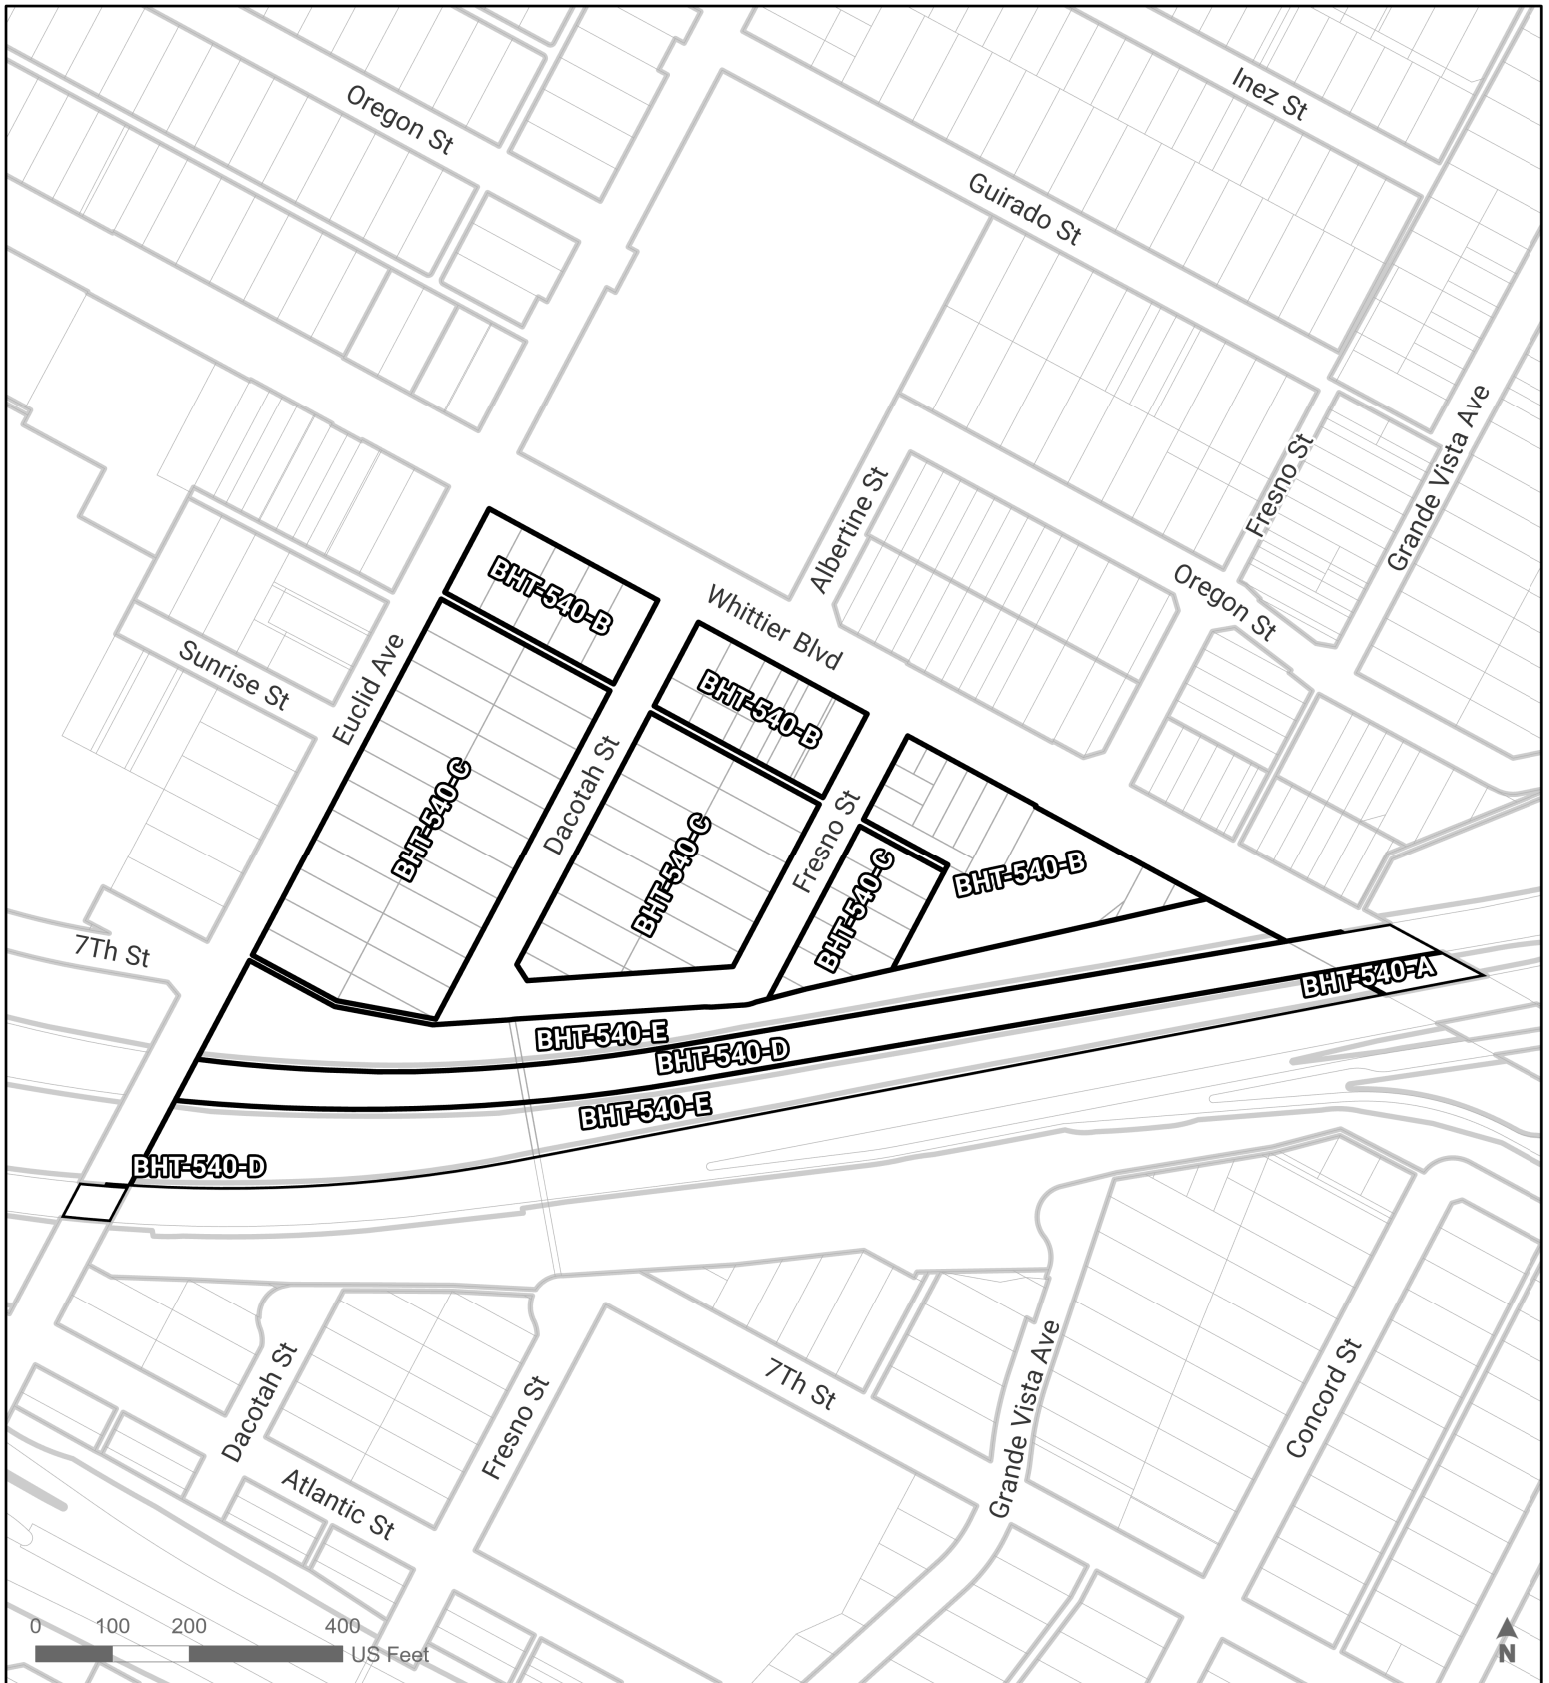 Inez St
Oregon St
Guirado St
Grande Vista Ave
Fresno St
Albertine St
Oregon St
BHT-540-B
Whittier Blvd
Sunrise St
Euclid Ave
BHT-540-B
BHT-540-C
Dacotah St
BHT-540-C
Fresno St
BHT-540-C
BHT-540-B
7Th St
BHT-540-A
BHT-540-E
BHT-540-D
BHT-540-E
BHT-540-D
Dacotah St
Fresno St
7Th St
Grande Vista Ave
Concord St
Atlantic St
0 100 200 400
US Feet
N